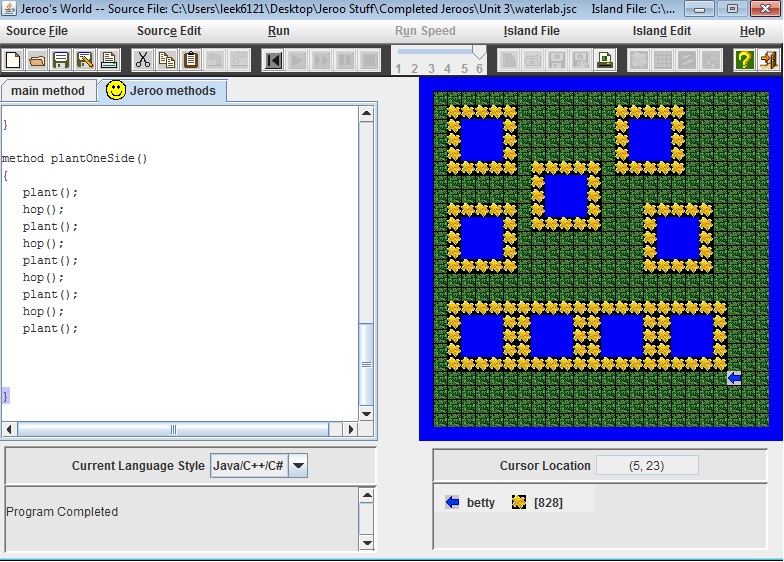 Jeroo's World -- Source File: C:\Users\leek6121\Desktop\Jeroo Stuff\Completed Jeroos\Unit 3\waterlab.jsc Island File: C:\...
Source File Source Edit Run Run Speed Island File Island Edit Help
1 2 3 4 5 6
main method Jeroo methods
}
method plantOneSide()
{
plant();
hop();
plant();
hop();
plant();
hop();
plant();
hop();
plant();
}
Current Language Style Java/C++/C#
Cursor Location (5, 23)
Program Completed
betty [828]